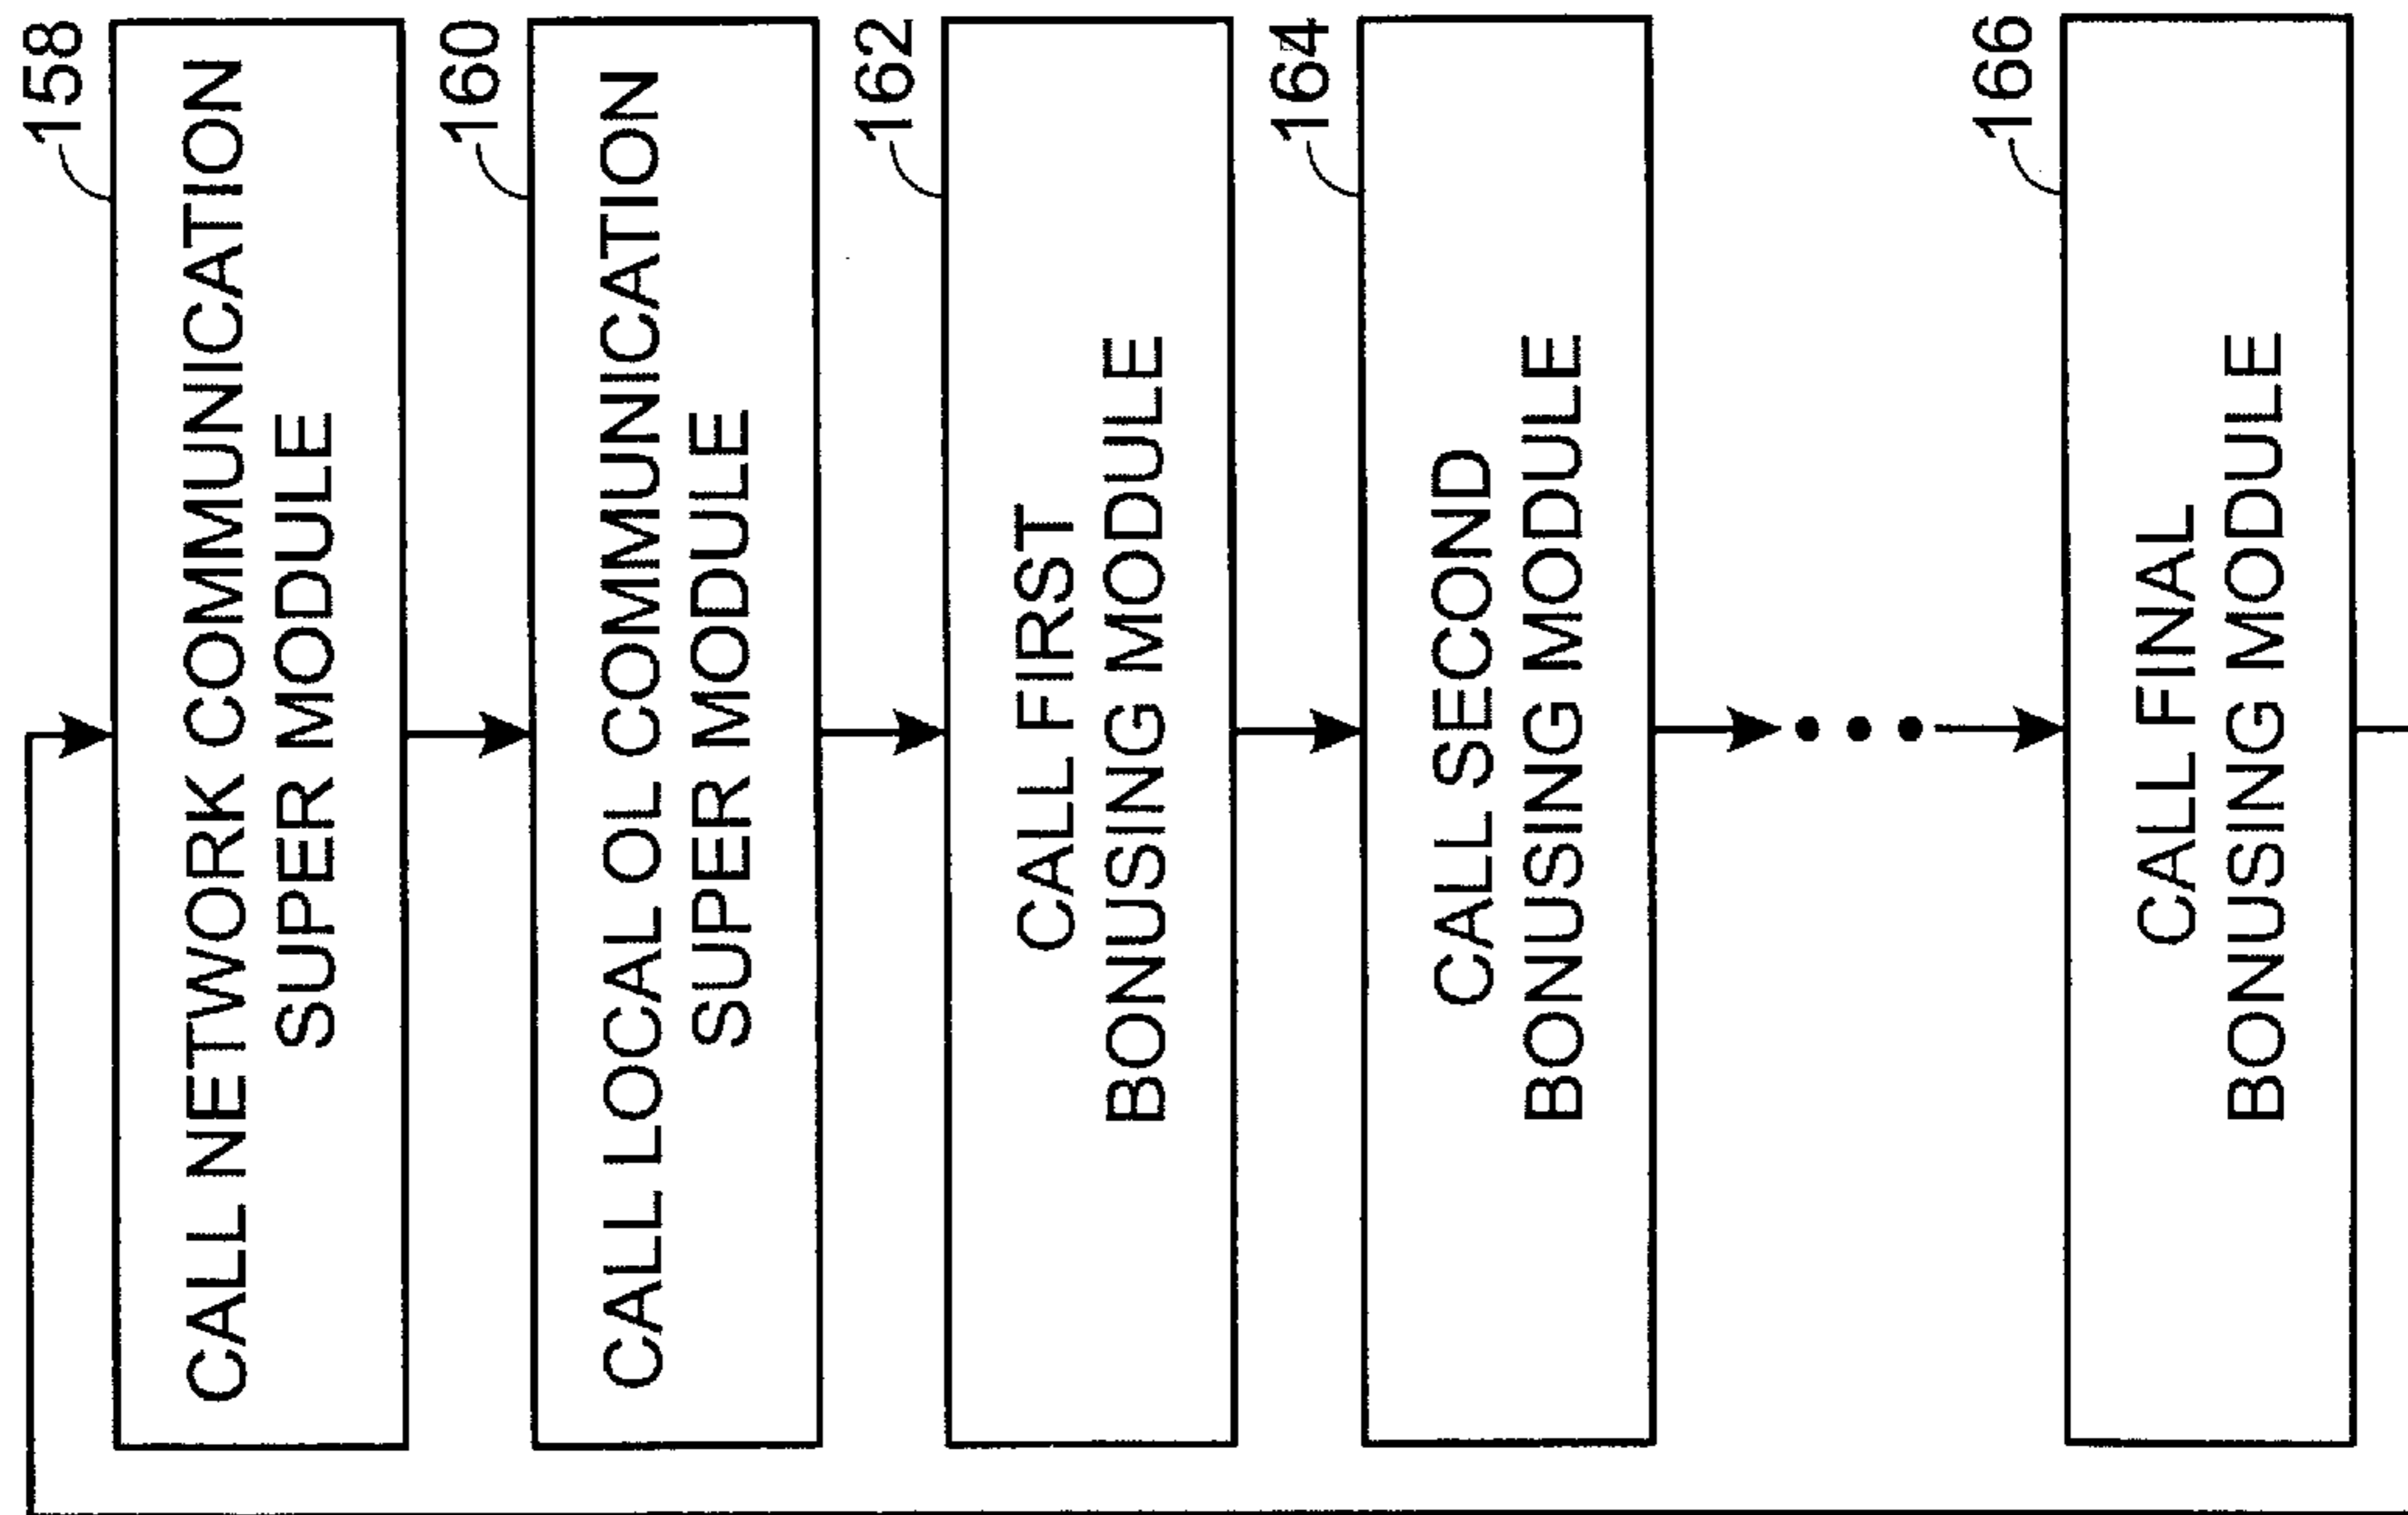 158
CALL NETWORK COMMUNICATION
SUPER MODULE
160
CALL LOCAL OL COMMUNICATION
SUPER MODULE
162
CALL FIRST
BONUSING MODULE
164
CALL SECOND
BONUSING MODULE
166
CALL FINAL
BONUSING MODULE